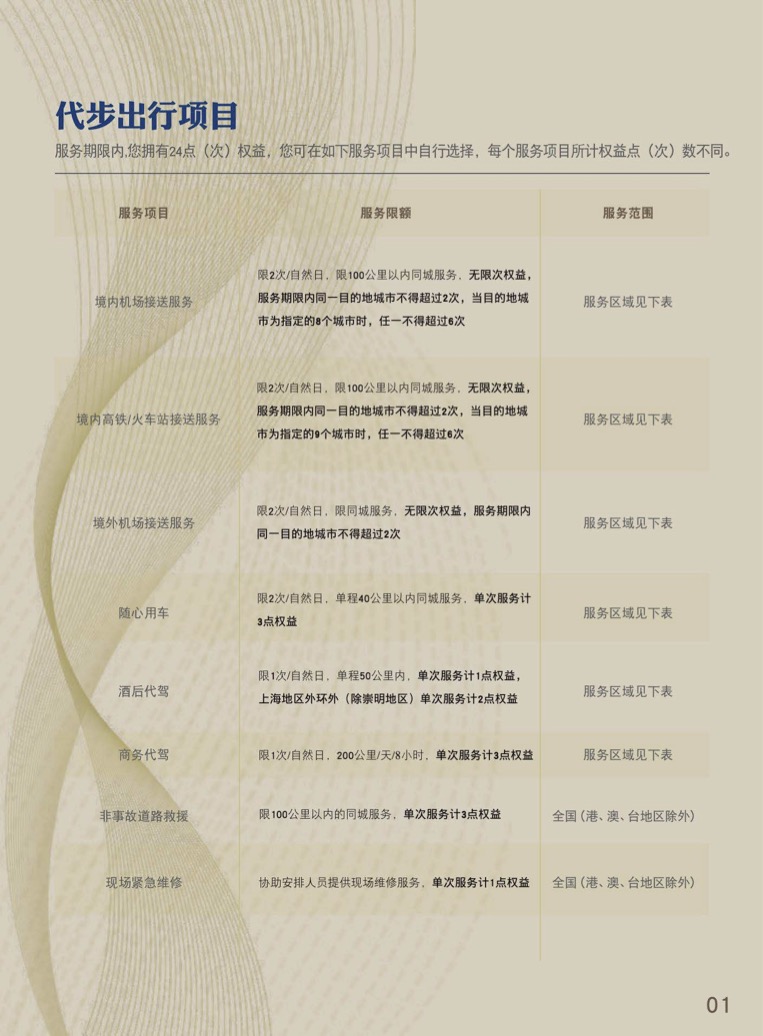 代步出行项目
服务期限内,您拥有24点（次）权益，您可在如下服务项目中自行选择，每个服务项目所计权益点（次）数不同。
服务项目
服务限额
服务范围
境内机场接送服务
限2次/自然日，限100公里以内同城服务，无限次权益，
服务期限内同一目的地城市不得超过2次，当目的地城
市为指定的8个城市时，任一不得超过6次
服务区域见下表
境内高铁/火车站接送服务
限2次/自然日，限100公里以内同城服务，无限次权益，
服务期限内同一目的地城市不得超过2次，当目的地城
市为指定的9个城市时，任一不得超过6次
服务区域见下表
境外机场接送服务
限2次/自然日，限同城服务，无限次权益，服务期限内
同一目的地城市不得超过2次
服务区域见下表
随心用车
限2次/自然日，单程40公里以内同城服务，单次服务计
3点权益
服务区域见下表
酒后代驾
限1次/自然日，单程50公里内，单次服务计1点权益，
上海地区外环外（除崇明地区）单次服务计2点权益
服务区域见下表
商务代驾
限1次/自然日，200公里/天/8小时，单次服务计3点权益
服务区域见下表
非事故道路救援
限100公里以内的同城服务，单次服务计3点权益
全国（港、澳、台地区除外）
现场紧急维修
协助安排人员提供现场维修服务，单次服务计1点权益
全国（港、澳、台地区除外）
01